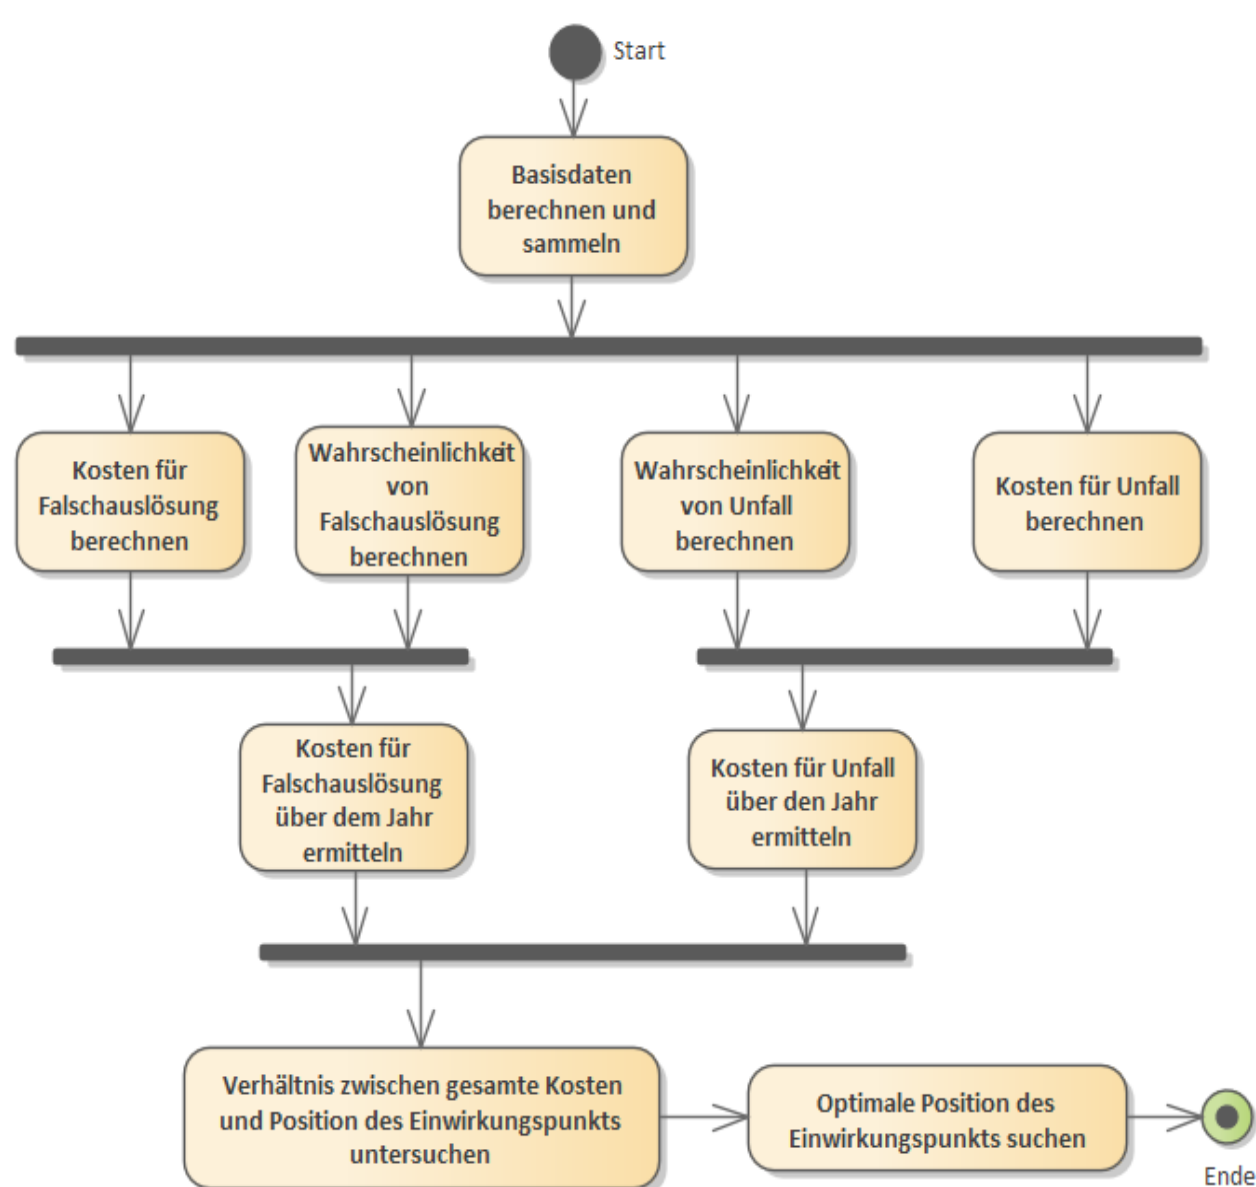 Start
Basisdaten
berechnen und
sammeln
Kosten für
Falschauslösung
berechnen
Wahrscheinlichkeit
von
Falschauslösung
berechnen
Wahrscheinlichkeit
von Unfall
berechnen
Kosten für Unfall
berechnen
Kosten für
Falschauslösung
über dem Jahr
ermitteln
Kosten für Unfall
über den Jahr
ermitteln
Verhältnis zwischen gesamte Kosten
und Position des Einwirkungspunkts
untersuchen
Optimale Position des
Einwirkungspunkts suchen
Ende